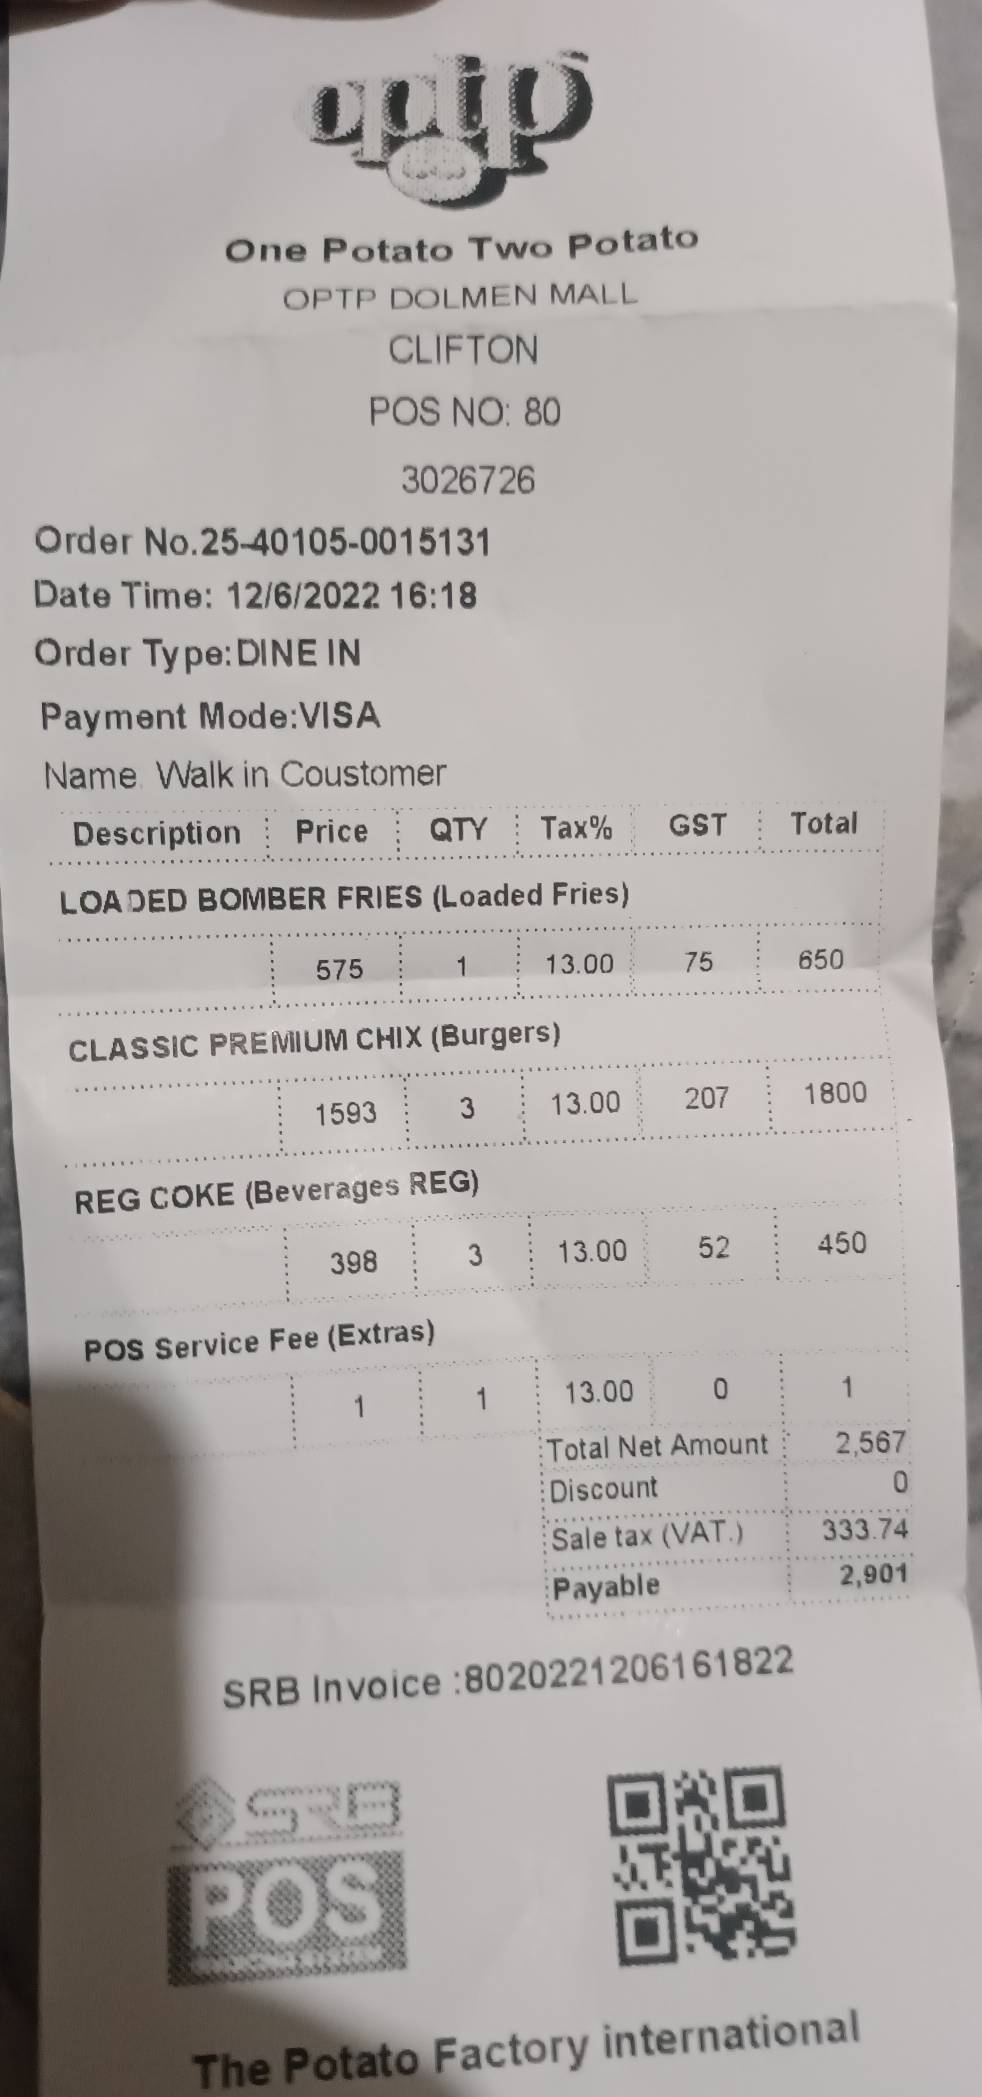 optp
One Potato Two Potato
OPTP DOLMEN MALL
CLIFTON
POS NO: 80
3026726
Order No.25-40105-0015131
Date Time: 12/6/2022 16:18
Order Type:DINE IN
Payment Mode:VISA
Name. Walk in Coustomer
Description Price QTY Tax% GST Total
LOADED BOMBER FRIES (Loaded Fries)
575 1 13.00 75 650
CLASSIC PREMIUM CHIX (Burgers)
1593 3 13.00 207 1800
REG COKE (Beverages REG)
398 3 13.00 52 450
POS Service Fee (Extras)
1 1 13.00 0 1
Total Net Amount 2,567
Discount 0
Sale tax (VAT.) 333.74
Payable 2,901
SRB Invoice :8020221206161822
SRB
POS
The Potato Factory international